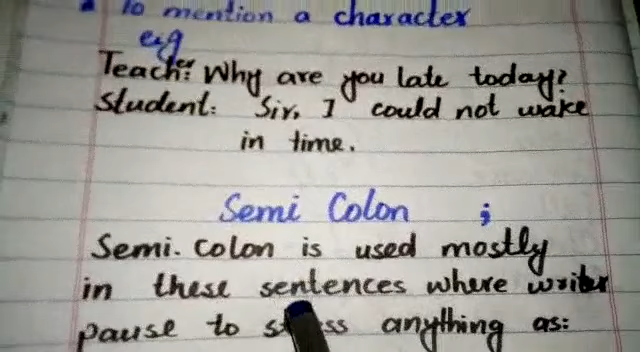 To mention a character
e.g
Teacher: Why are you late today?
Student: Sir, I could not wake
in time.
Semi Colon ;
Semi. Colon is used mostly
in these sentences where writer
pause to stress anything as: